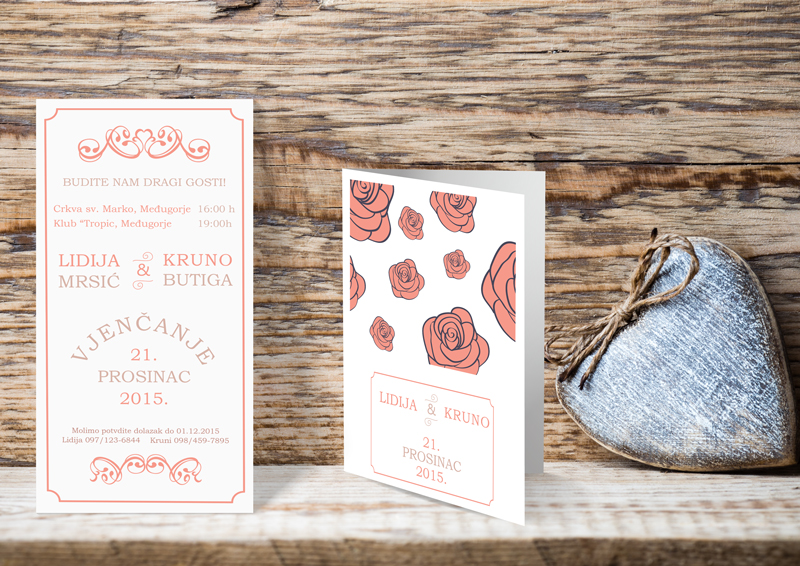 BUDITE NAM DRAGI GOSTI!
Crkva sv. Marko, Međugorje 16:00 h
Klub "Tropic, Međugorje 19:00h
LIDIJA & KRUNO
MRSIĆ BUTIGA
VJENČANJE
21.
PROSINAC
2015.
Molimo potvdite dolazak do 01.12.2015
Lidija 097/123-6844 Kruni 098/459-7895
LIDIJA & KRUNO
21.
PROSINAC
2015.